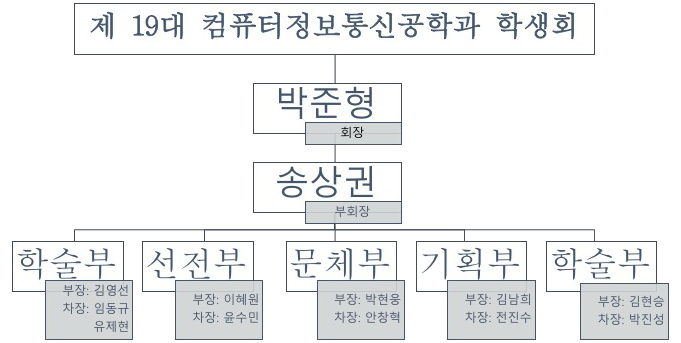 제 19대 컴퓨터정보통신공학과 학생회
박준형
회장
송상권
부회장
학술부
부장: 김영선
차장: 임동규
유제현
선전부
부장: 이혜원
차장: 윤수민
문체부
부장: 박현웅
차장: 안창혁
기획부
부장: 김남희
차장: 전진수
학술부
부장: 김현승
차장: 박진성